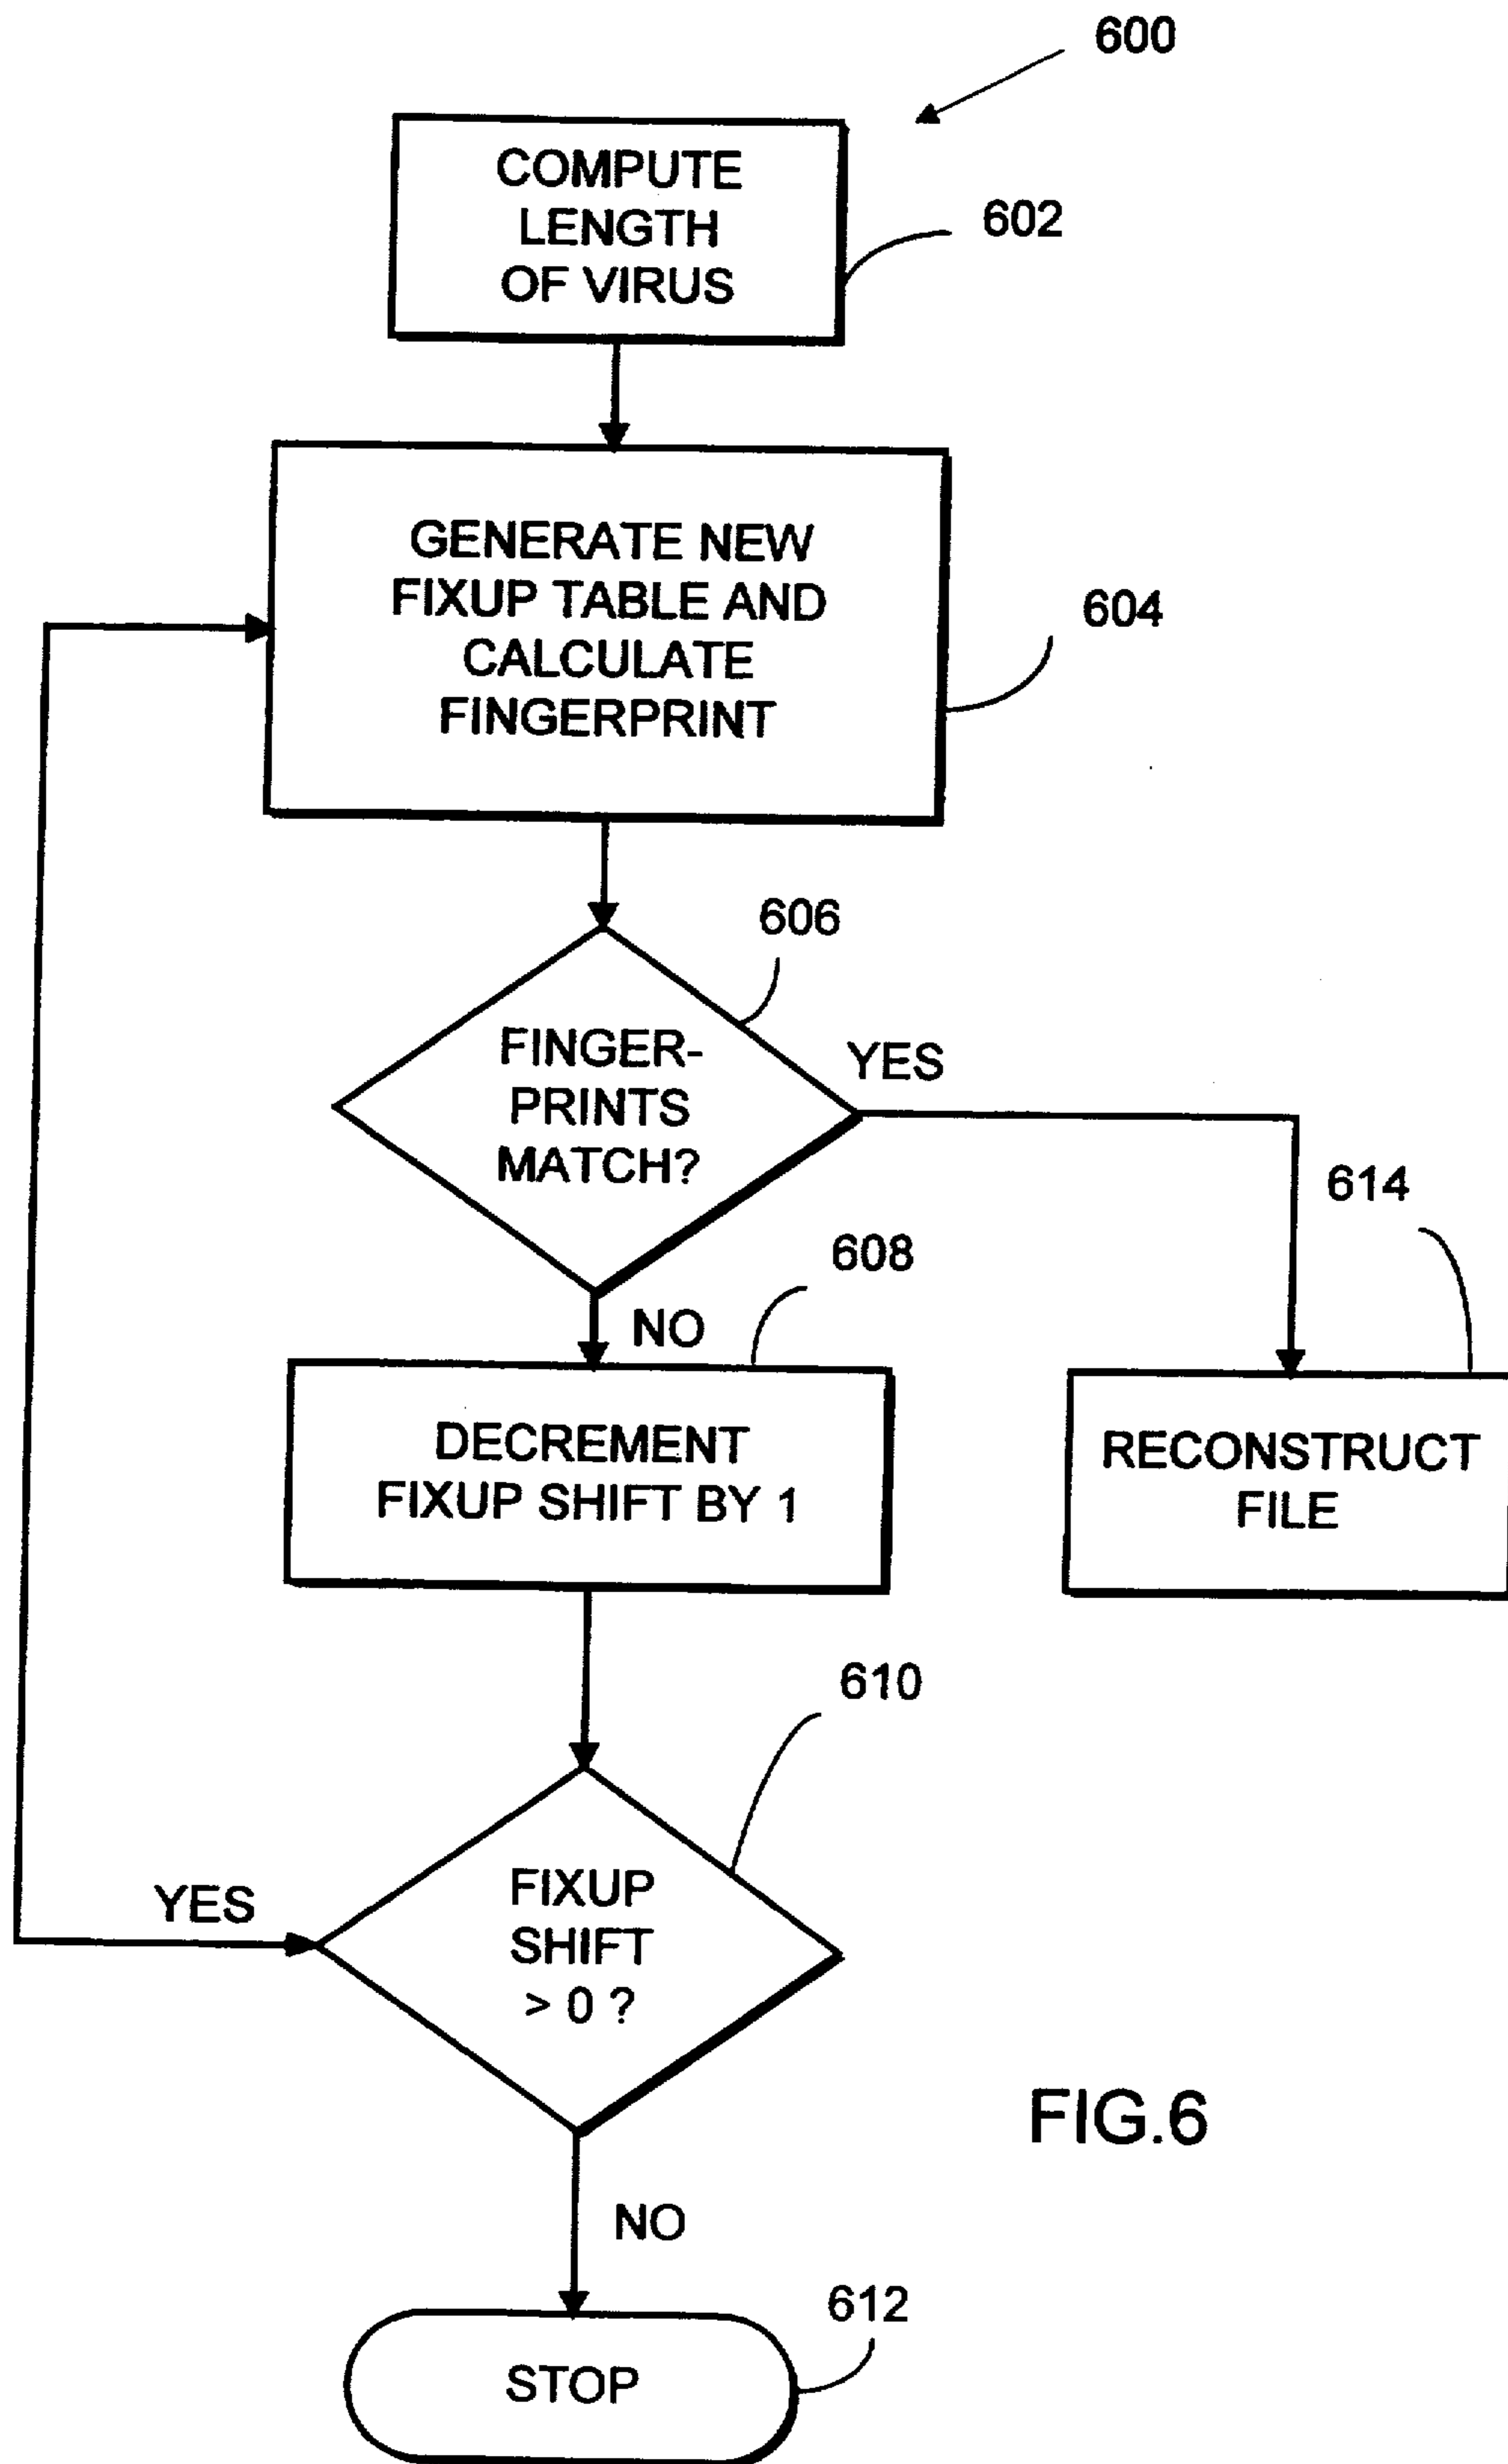 600
COMPUTE
LENGTH
OF VIRUS
602
GENERATE NEW
FIXUP TABLE AND
CALCULATE
FINGERPRINT
604
606
FINGER-
PRINTS
MATCH?
YES
614
608
NO
DECREMENT
FIXUP SHIFT BY 1
RECONSTRUCT
FILE
610
YES
FIXUP
SHIFT
> 0 ?
FIG.6
NO
612
STOP